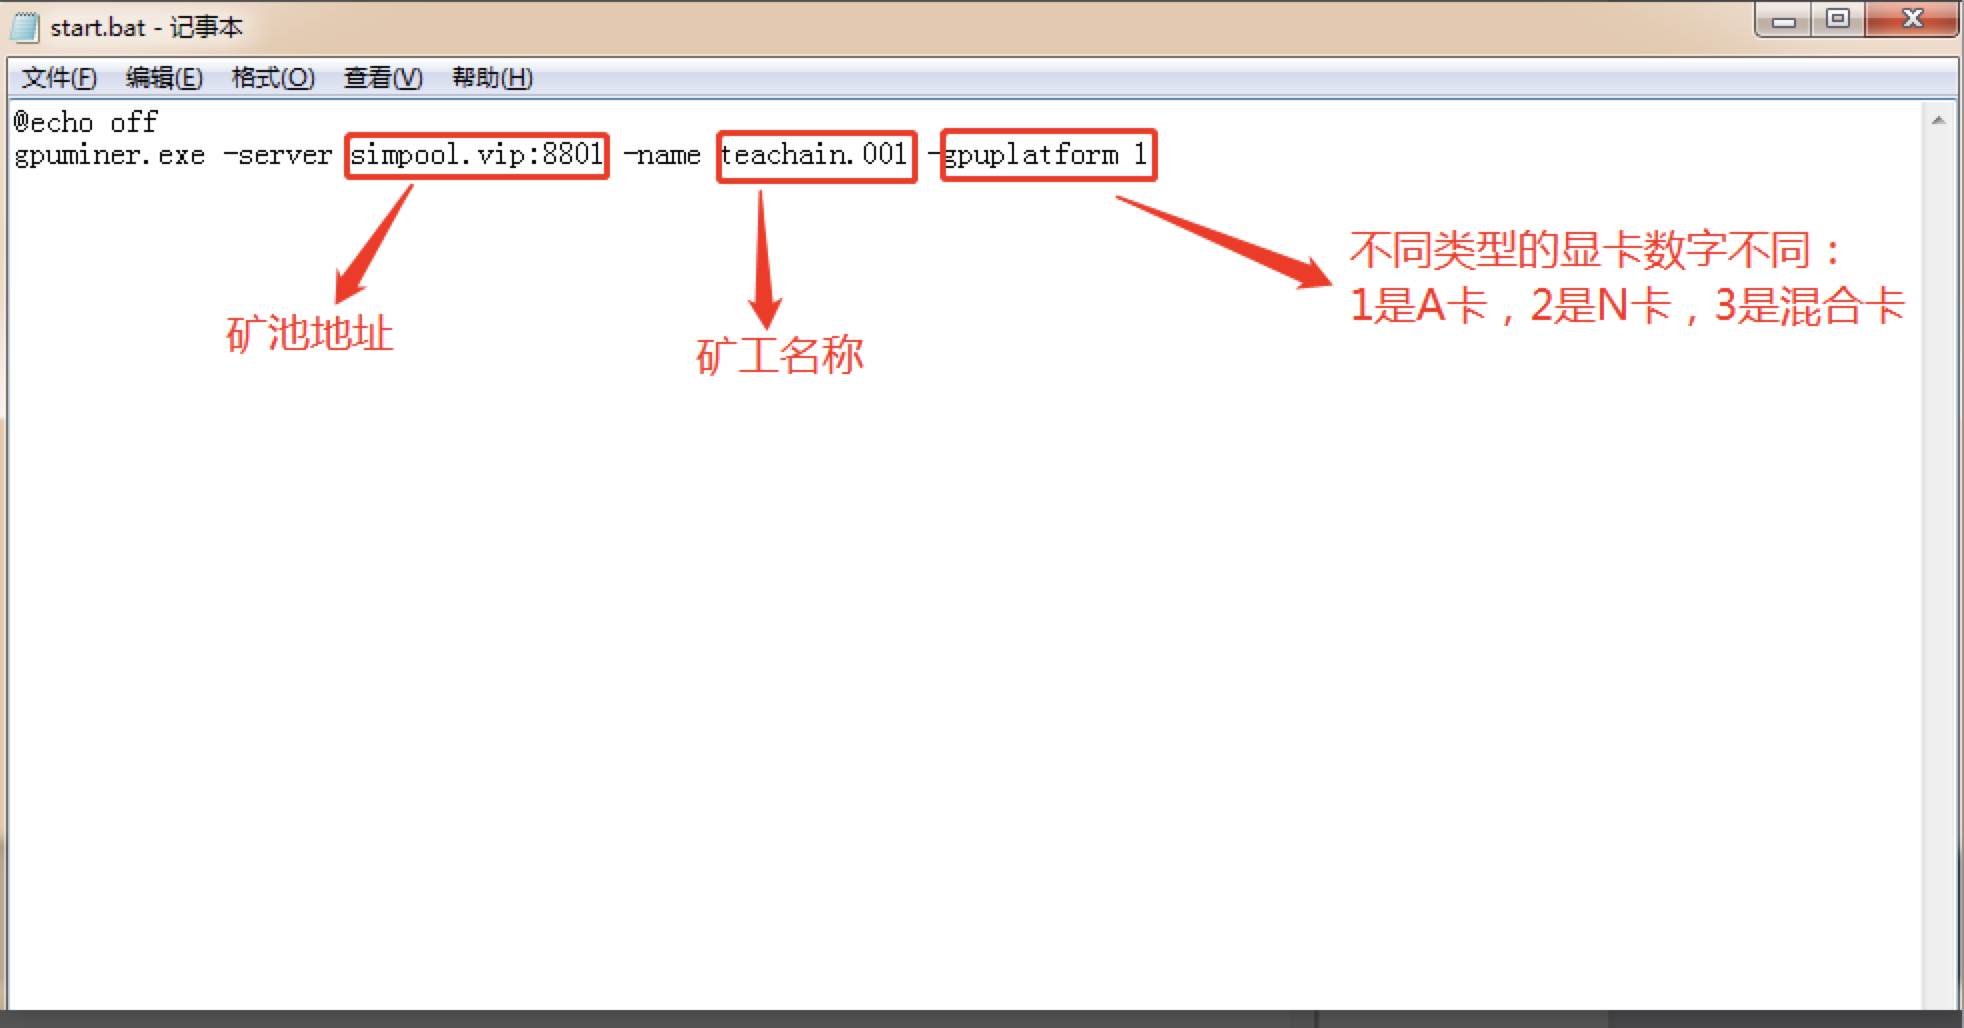 start.bat - 记事本
文件(F) 编辑(E) 格式(O) 查看(V) 帮助(H)
@echo off
gpuminer.exe -server simpool.vip:8801 -name teachain.001 -gpuplatform 1
不同类型的显卡数字不同：
1是A卡，2是N卡，3是混合卡
矿池地址
矿工名称